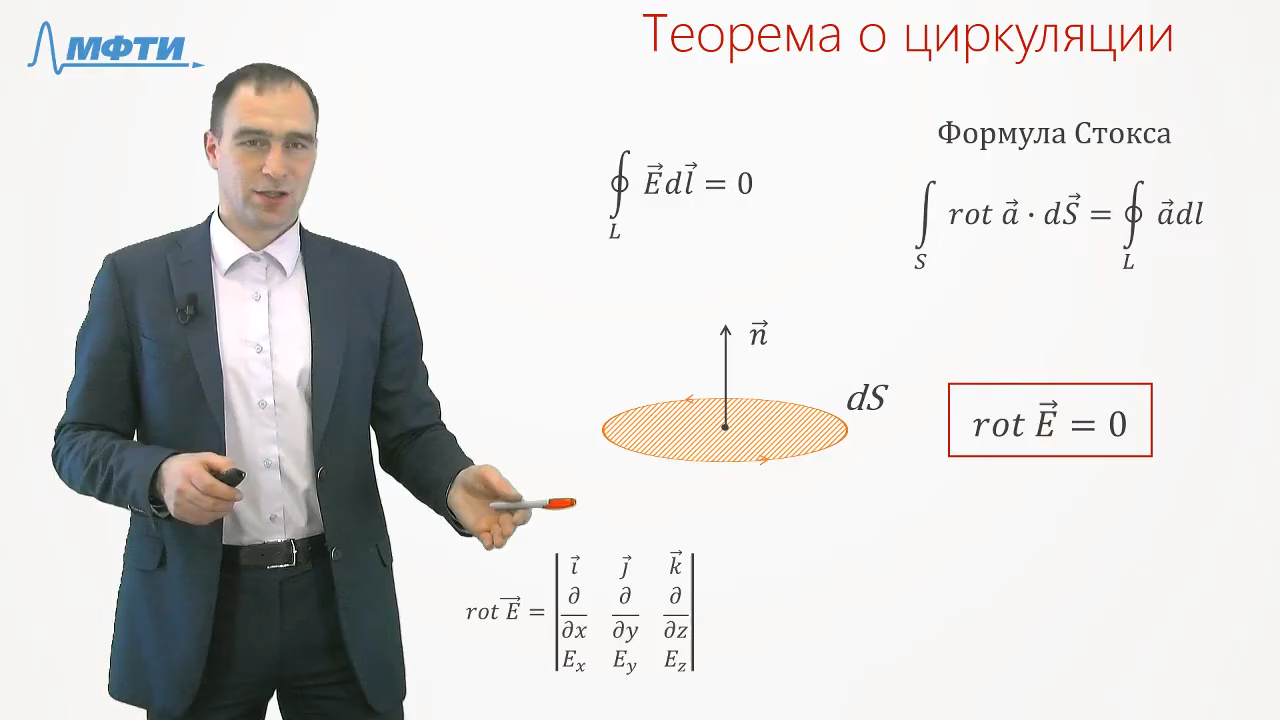 МФТИ
Теорема о циркуляции
Формула Стокса
∮_L E⃗dl⃗ = 0
∫_S rot a⃗ · dS⃗ = ∮_L a⃗dl
n⃗
dS
rot E⃗ = 0
rot E⃗ = | i⃗ j⃗ k⃗ |
| ∂/∂x ∂/∂y ∂/∂z |
| E_x E_y E_z |